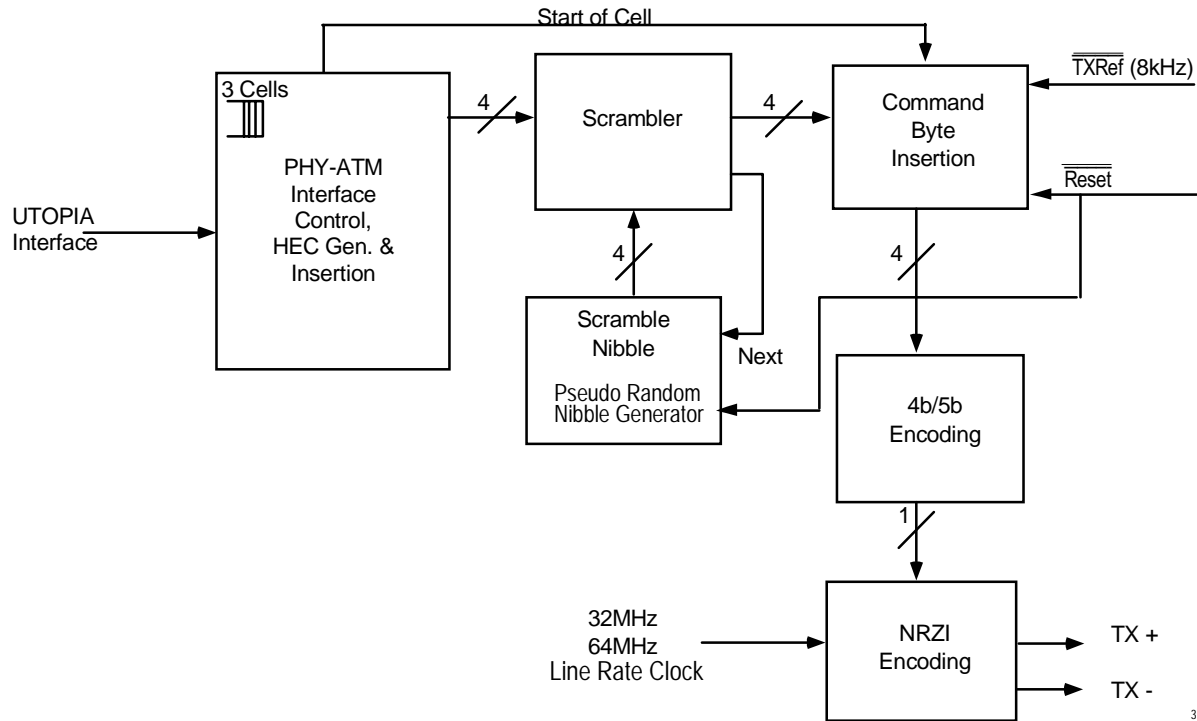 Start of Cell
3 Cells
PHY-ATM
Interface
Control,
HEC Gen. &
Insertion
UTOPIA
Interface
4
Scrambler
4
Command
Byte
Insertion
TXRef (8kHz)
Reset
4
4
Scramble
Nibble
Pseudo Random
Nibble Generator
Next
4b/5b
Encoding
1
32MHz
64MHz
Line Rate Clock
NRZI
Encoding
TX +
TX -
3